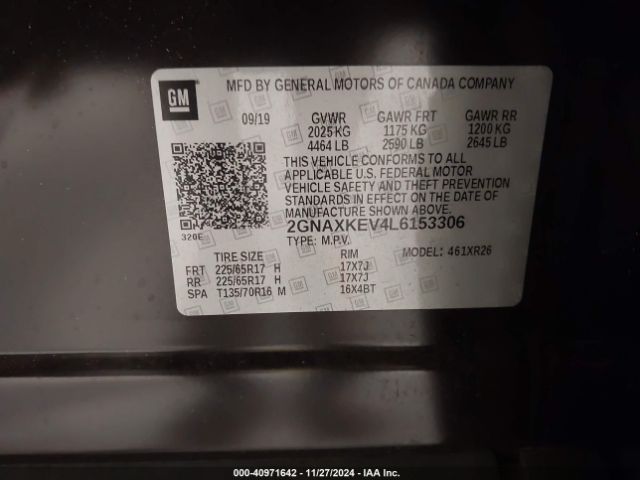 GM
MFD BY GENERAL MOTORS OF CANADA COMPANY
09/19 GVWR GAWR FRT GAWR RR
2025 KG 1175 KG 1200 KG
4464 LB 2590 LB 2645 LB
THIS VEHICLE CONFORMS TO ALL
APPLICABLE U.S. FEDERAL MOTOR
VEHICLE SAFETY AND THEFT PREVENTION
STANDARDS IN EFFECT ON THE DATE OF
MANUFACTURE SHOWN ABOVE.
320E
2GNAXKEV4L6153306
TYPE: M.P.V. MODEL: 461XR26
TIRE SIZE RIM
FRT 225/65R17 H 17X7J
RR 225/65R17 H 17X7J
SPA T135/70R16 M 16X4BT
000-40971642 - 11/27/2024 - IAA Inc.